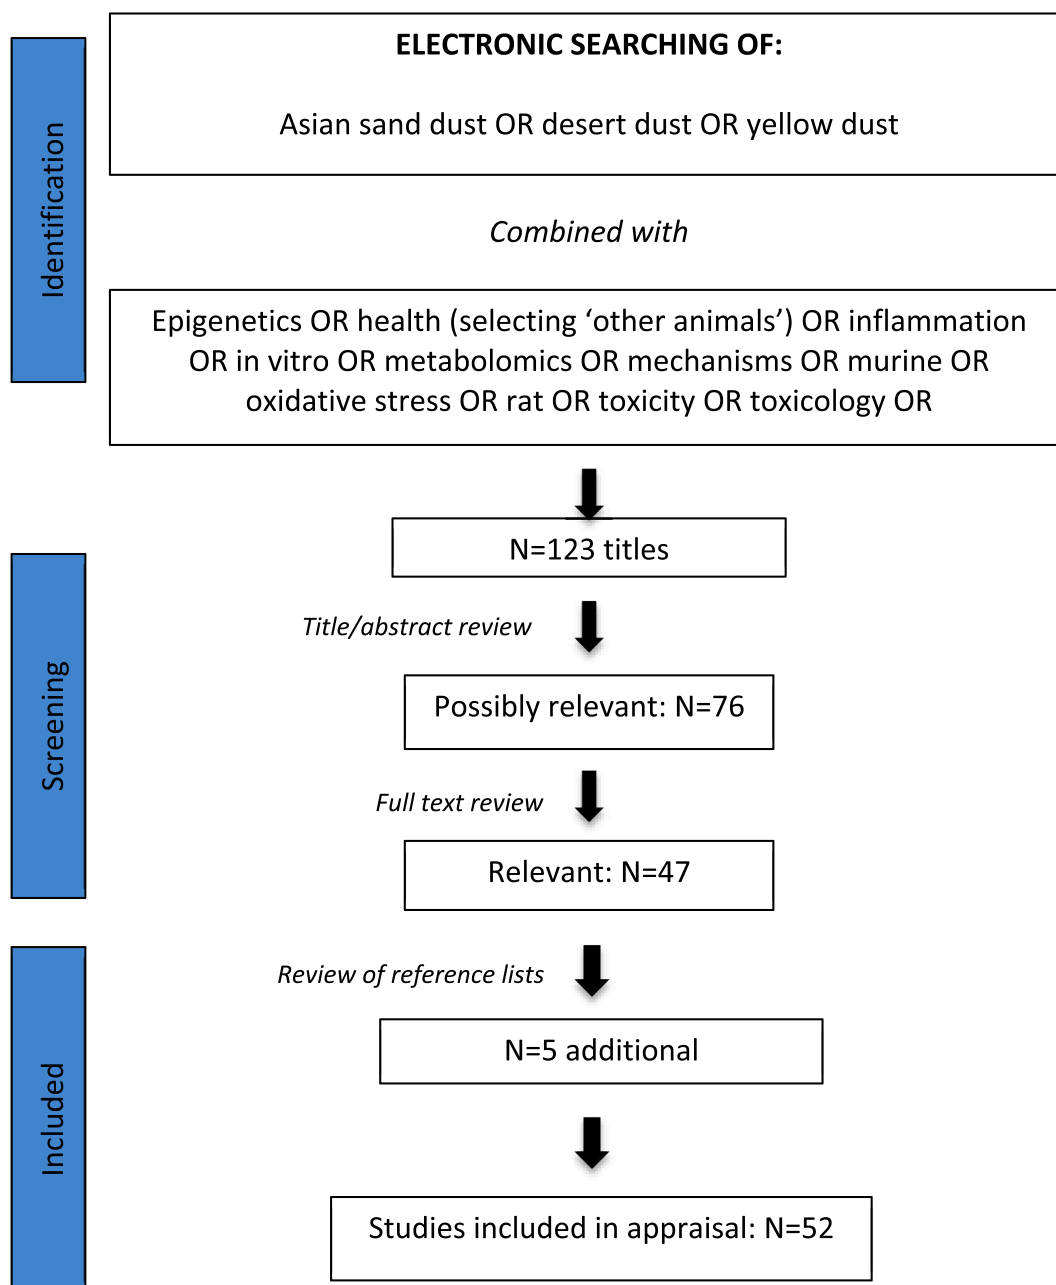 ELECTRONIC SEARCHING OF:
Asian sand dust OR desert dust OR yellow dust
Identification
Combined with
Epigenetics OR health (selecting ‘other animals’) OR inflammation
OR in vitro OR metabolomics OR mechanisms OR murine OR
oxidative stress OR rat OR toxicity OR toxicology OR
N=123 titles
Screening
Title/abstract review
Possibly relevant: N=76
Full text review
Relevant: N=47
Included
Review of reference lists
N=5 additional
Studies included in appraisal: N=52